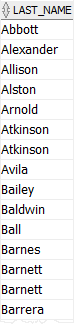 LAST_NAME
Abbott
Alexander
Allison
Alston
Arnold
Atkinson
Atkinson
Avila
Bailey
Baldwin
Ball
Barnes
Barnett
Barnett
Barrera